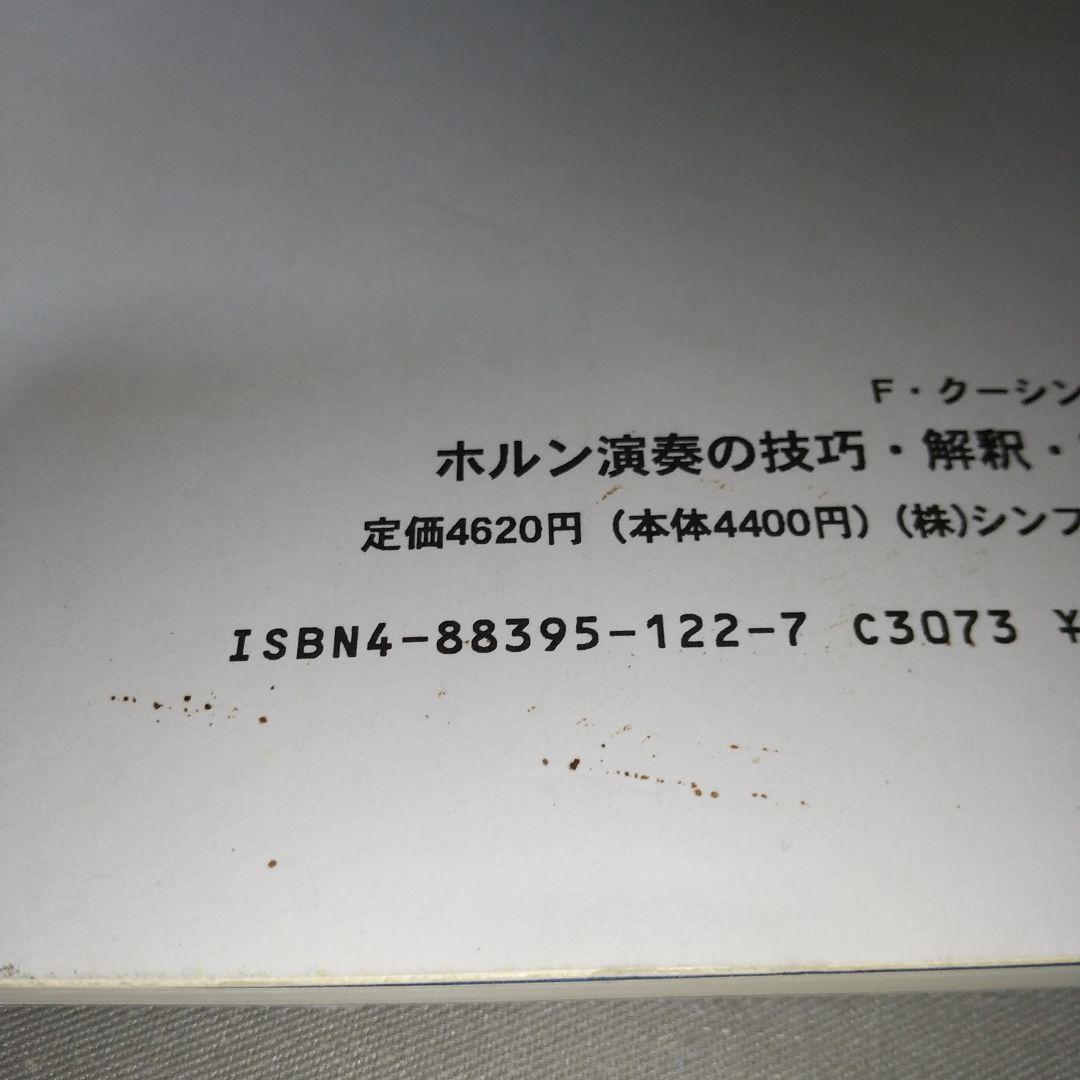 F・クーシン
ホルン演奏の技巧・解釈・
定価4620円（本体4400円）（株）シンフ
ISBN4-88395-122-7 C3073 ¥